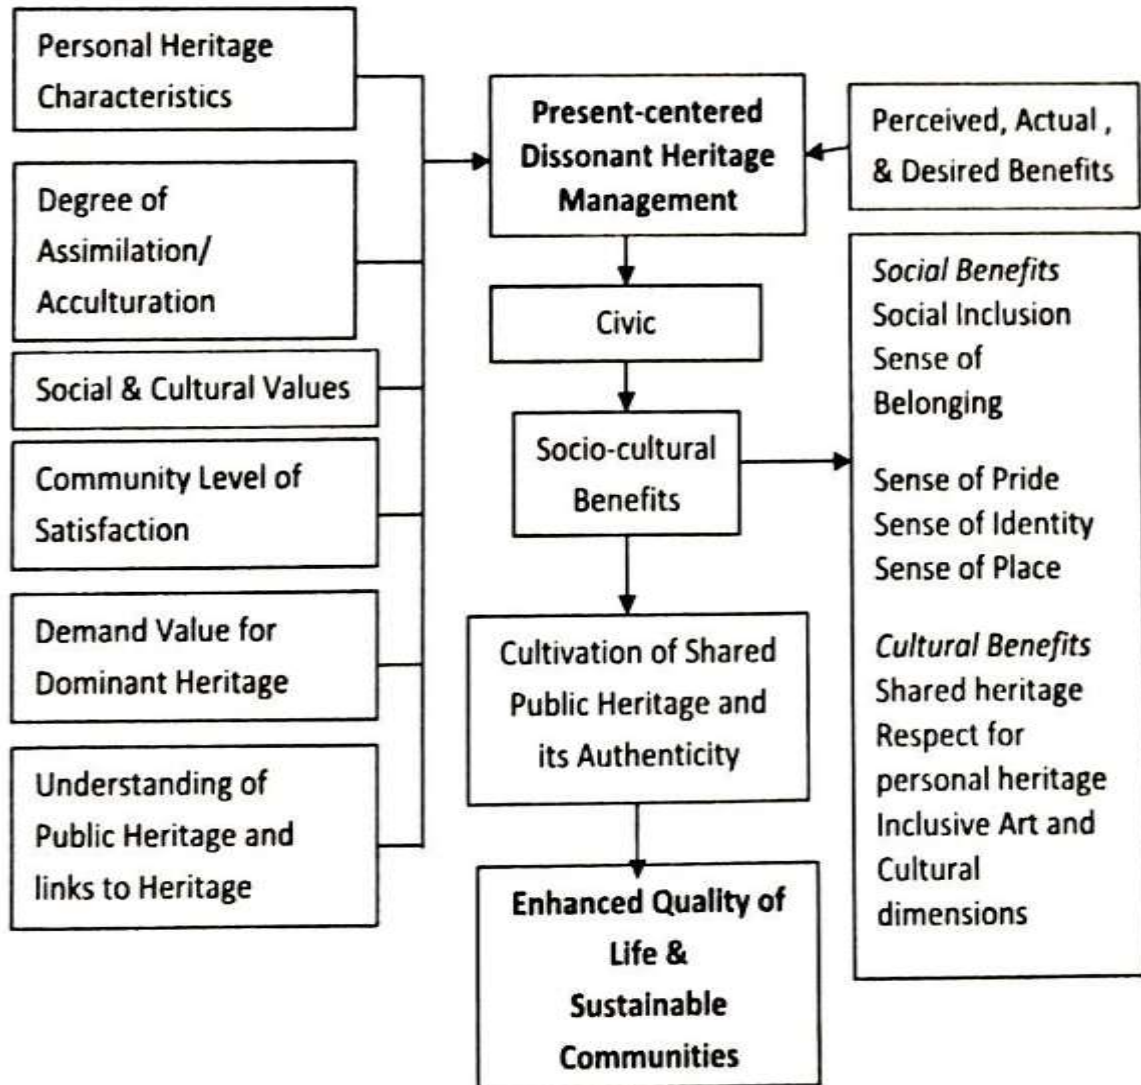 Personal Heritage
Characteristics
Degree of
Assimilation/
Acculturation
Social & Cultural Values
Community Level of
Satisfaction
Demand Value for
Dominant Heritage
Understanding of
Public Heritage and
links to Heritage
Present-centered
Dissonant Heritage
Management
Civic
Socio-cultural
Benefits
Cultivation of Shared
Public Heritage and
its Authenticity
Enhanced Quality of
Life &
Sustainable
Communities
Perceived, Actual ,
& Desired Benefits
Social Benefits
Social Inclusion
Sense of
Belonging
Sense of Pride
Sense of Identity
Sense of Place
Cultural Benefits
Shared heritage
Respect for
personal heritage
Inclusive Art and
Cultural
dimensions